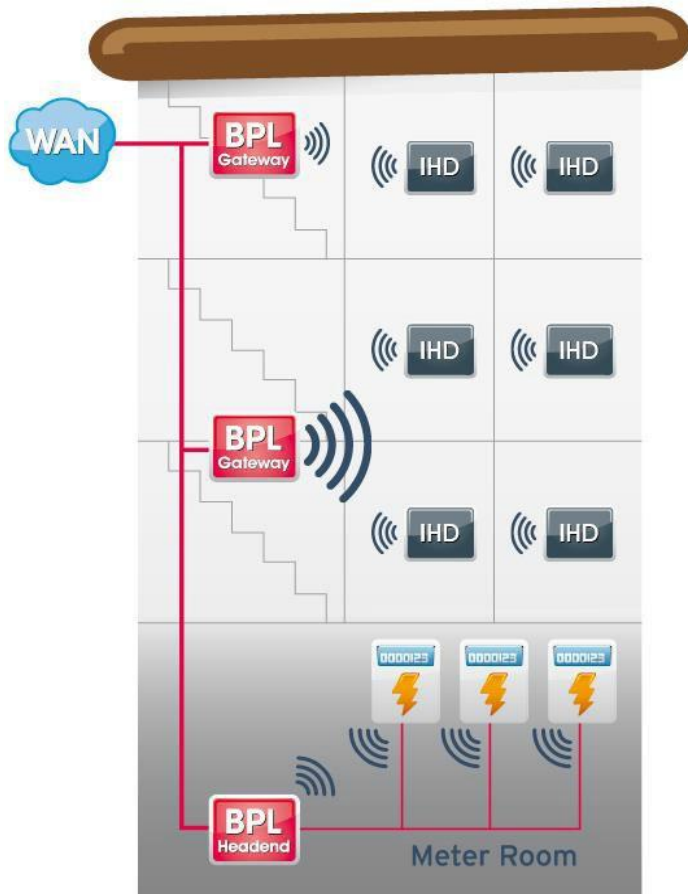 WAN
BPL
Gateway
IHD
IHD
IHD
IHD
BPL
Gateway
IHD
IHD
0000123
0000123
0000123
BPL
Headend
Meter Room